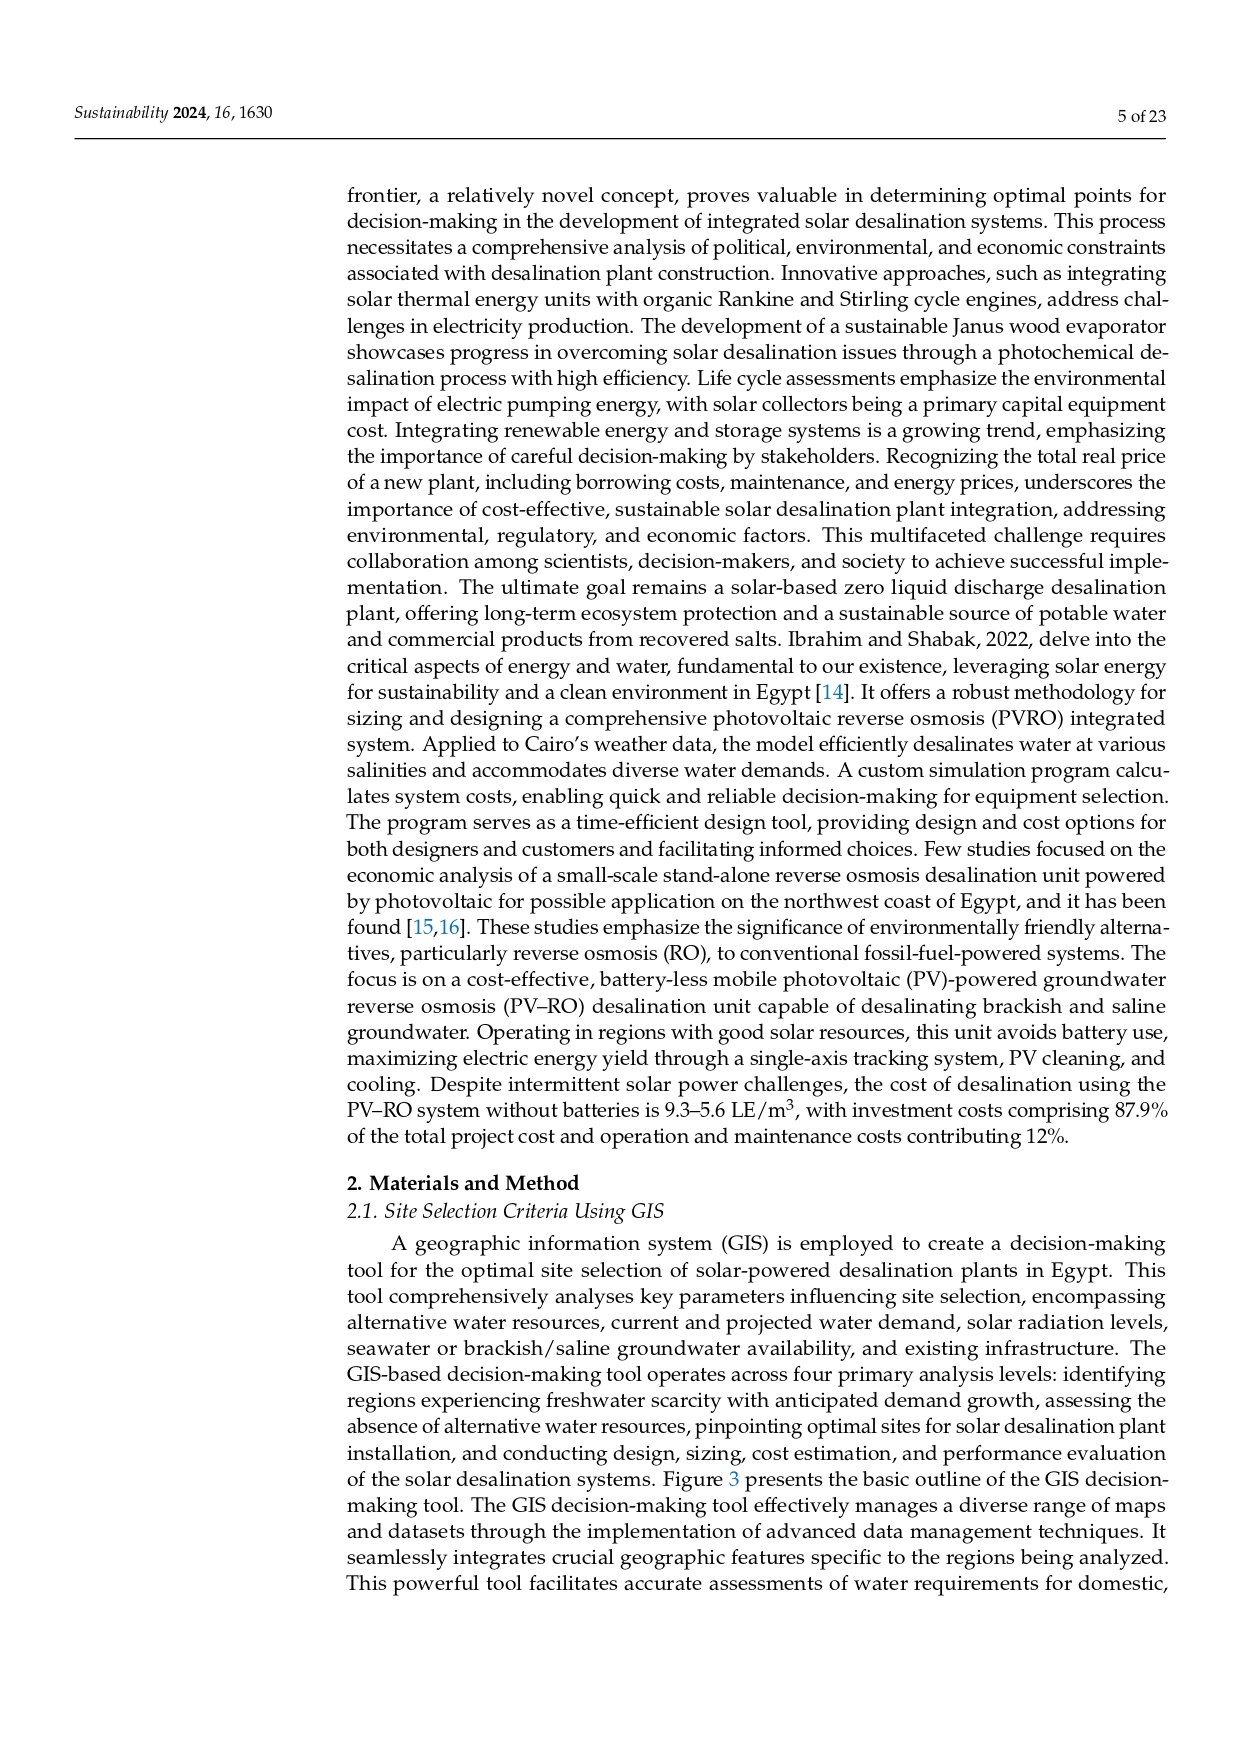 Sustainability 2024, 16, 1630
5 of 23
frontier, a relatively novel concept, proves valuable in determining optimal points for
decision-making in the development of integrated solar desalination systems. This process
necessitates a comprehensive analysis of political, environmental, and economic constraints
associated with desalination plant construction. Innovative approaches, such as integrating
solar thermal energy units with organic Rankine and Stirling cycle engines, address chal-
lenges in electricity production. The development of a sustainable Janus wood evaporator
showcases progress in overcoming solar desalination issues through a photochemical de-
salination process with high efficiency. Life cycle assessments emphasize the environmental
impact of electric pumping energy, with solar collectors being a primary capital equipment
cost. Integrating renewable energy and storage systems is a growing trend, emphasizing
the importance of careful decision-making by stakeholders. Recognizing the total real price
of a new plant, including borrowing costs, maintenance, and energy prices, underscores the
importance of cost-effective, sustainable solar desalination plant integration, addressing
environmental, regulatory, and economic factors. This multifaceted challenge requires
collaboration among scientists, decision-makers, and society to achieve successful imple-
mentation. The ultimate goal remains a solar-based zero liquid discharge desalination
plant, offering long-term ecosystem protection and a sustainable source of potable water
and commercial products from recovered salts. Ibrahim and Shabak, 2022, delve into the
critical aspects of energy and water, fundamental to our existence, leveraging solar energy
for sustainability and a clean environment in Egypt [14]. It offers a robust methodology for
sizing and designing a comprehensive photovoltaic reverse osmosis (PVRO) integrated
system. Applied to Cairo's weather data, the model efficiently desalinates water at various
salinities and accommodates diverse water demands. A custom simulation program calcu-
lates system costs, enabling quick and reliable decision-making for equipment selection.
The program serves as a time-efficient design tool, providing design and cost options for
both designers and customers and facilitating informed choices. Few studies focused on the
economic analysis of a small-scale stand-alone reverse osmosis desalination unit powered
by photovoltaic for possible application on the northwest coast of Egypt, and it has been
found [15,16]. These studies emphasize the significance of environmentally friendly alterna-
tives, particularly reverse osmosis (RO), to conventional fossil-fuel-powered systems. The
focus is on a cost-effective, battery-less mobile photovoltaic (PV)-powered groundwater
reverse osmosis (PV–RO) desalination unit capable of desalinating brackish and saline
groundwater. Operating in regions with good solar resources, this unit avoids battery use,
maximizing electric energy yield through a single-axis tracking system, PV cleaning, and
cooling. Despite intermittent solar power challenges, the cost of desalination using the
PV–RO system without batteries is 9.3–5.6 LE/m³, with investment costs comprising 87.9%
of the total project cost and operation and maintenance costs contributing 12%.
2. Materials and Method
2.1. Site Selection Criteria Using GIS
A geographic information system (GIS) is employed to create a decision-making
tool for the optimal site selection of solar-powered desalination plants in Egypt. This
tool comprehensively analyses key parameters influencing site selection, encompassing
alternative water resources, current and projected water demand, solar radiation levels,
seawater or brackish/saline groundwater availability, and existing infrastructure. The
GIS-based decision-making tool operates across four primary analysis levels: identifying
regions experiencing freshwater scarcity with anticipated demand growth, assessing the
absence of alternative water resources, pinpointing optimal sites for solar desalination plant
installation, and conducting design, sizing, cost estimation, and performance evaluation
of the solar desalination systems. Figure 3 presents the basic outline of the GIS decision-
making tool. The GIS decision-making tool effectively manages a diverse range of maps
and datasets through the implementation of advanced data management techniques. It
seamlessly integrates crucial geographic features specific to the regions being analyzed.
This powerful tool facilitates accurate assessments of water requirements for domestic,